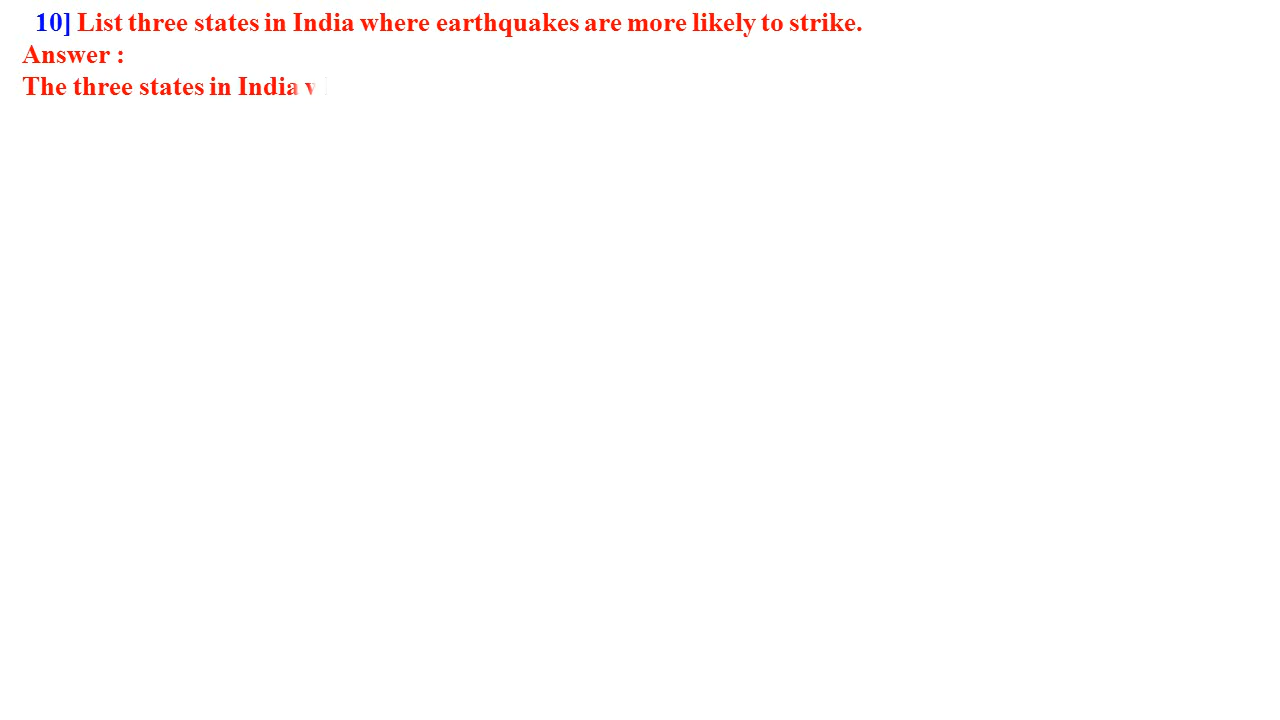 10] List three states in India where earthquakes are more likely to strike.
Answer :
The three states in India